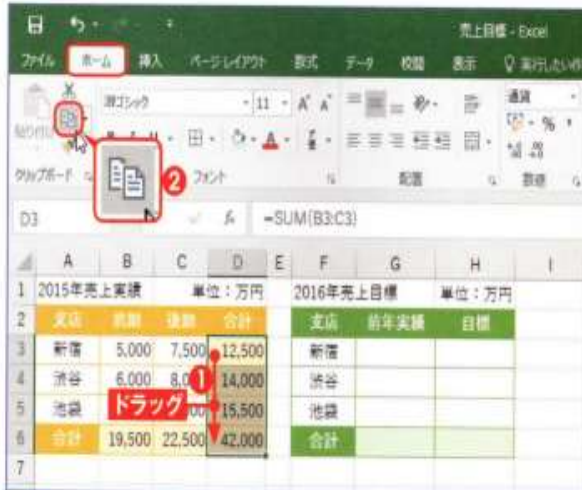 売上目標 - Excel
ファイル ホーム 挿入 ページレイアウト 数式 データ 校閲 表示 実行したい
游ゴシック 11 A A 通貨
B I U A % ,
クリップボード フォント 配置 数値
2
D3 fx =SUM(B3:C3)
A B C D E F G H I
1 2015年売上実績 単位：万円 2016年売上目標 単位：万円
2 支店 前期 後期 合計 支店 前年実績 目標
3 新宿 5,000 7,500 12,500 新宿
4 渋谷 6,000 1 14,000 渋谷
5 池袋 ドラッグ 15,500 池袋
6 合計 19,500 22,500 42,000 合計
7